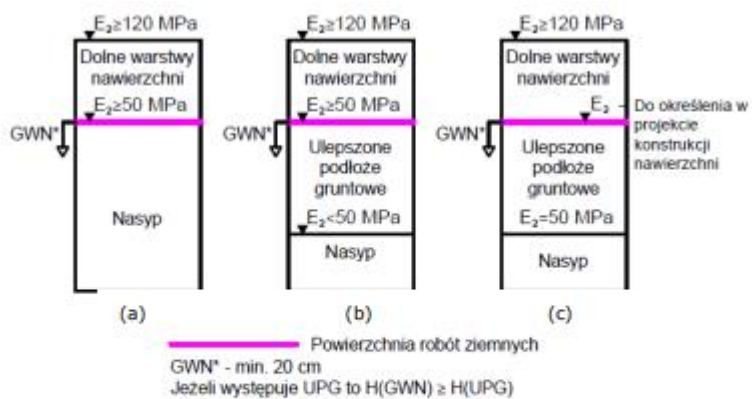 E₂≥120 MPa
Dolne warstwy
nawierzchni
E₂≥50 MPa
GWN*
Nasyp
(a)
E₂≥120 MPa
Dolne warstwy
nawierzchni
E₂≥50 MPa
GWN*
Ulepszone
podłoże
gruntowe
E₂<50 MPa
Nasyp
(b)
E₂≥120 MPa
Dolne warstwy
nawierzchni
E₂
Do określenia w
projekcie
konstrukcji
nawierzchni
GWN*
Ulepszone
podłoże
gruntowe
E₂=50 MPa
Nasyp
(c)
Powierzchnia robót ziemnych
GWN* - min. 20 cm
Jeżeli występuje UPG to H(GWN) ≥ H(UPG)